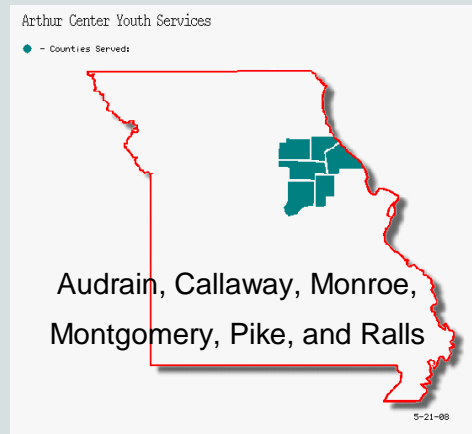 Arthur Center Youth Services
- Counties Served:
Audrain, Callaway, Monroe,
Montgomery, Pike, and Ralls
5-21-08